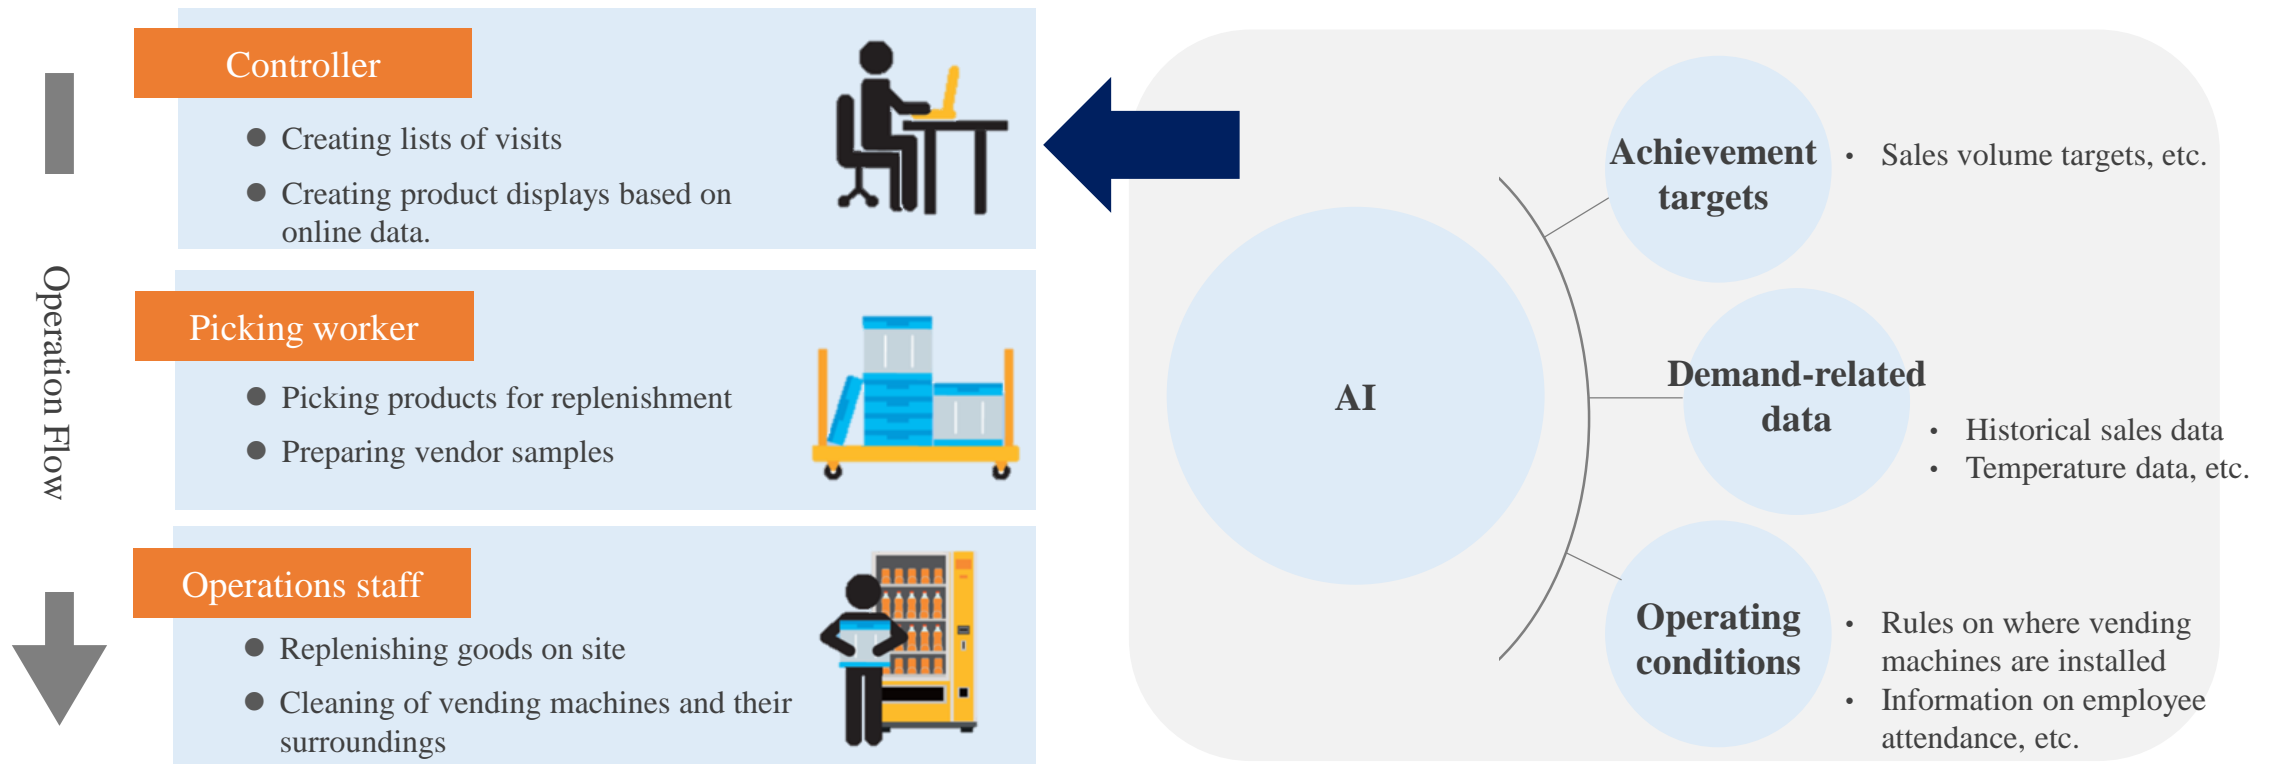 Operation Flow
Controller
● Creating lists of visits
● Creating product displays based on
online data.
Picking worker
● Picking products for replenishment
● Preparing vendor samples
Operations staff
● Replenishing goods on site
● Cleaning of vending machines and their
surroundings
AI
Achievement
targets
• Sales volume targets, etc.
Demand-related
data
• Historical sales data
• Temperature data, etc.
Operating
conditions
• Rules on where vending
machines are installed
• Information on employee
attendance, etc.